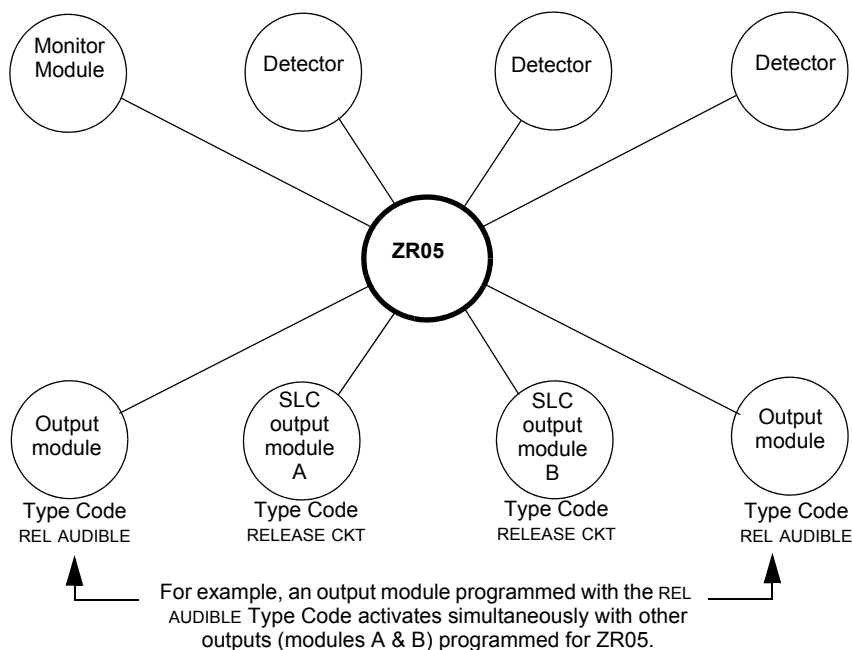 Monitor
Module
Detector
Detector
Detector
ZR05
Output
module
SLC
output
module
A
SLC
output
module
B
Output
module
Type Code
REL AUDIBLE
Type Code
RELEASE CKT
Type Code
RELEASE CKT
Type Code
REL AUDIBLE
For example, an output module programmed with the REL
AUDIBLE Type Code activates simultaneously with other
outputs (modules A & B) programmed for ZR05.